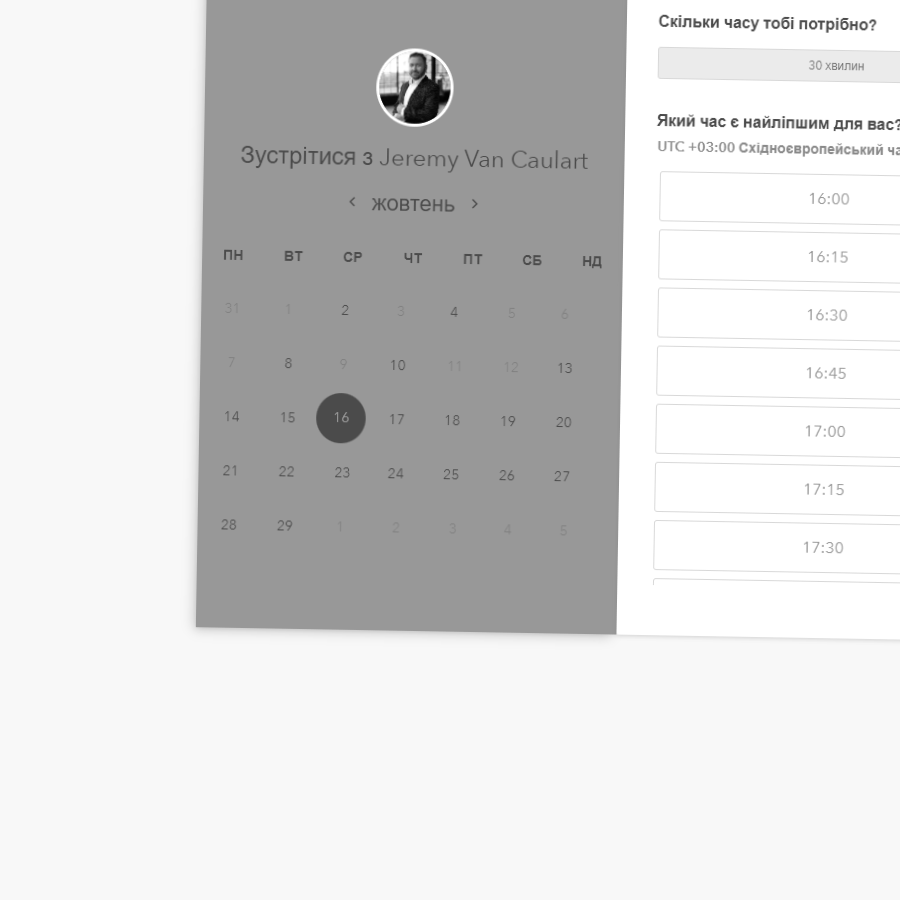 Зустрітися з Jeremy Van Caulart
‹ жовтень ›
ПН ВТ СР ЧТ ПТ СБ НД
31 1 2 3 4 5 6
7 8 9 10 11 12 13
14 15 16 17 18 19 20
21 22 23 24 25 26 27
28 29 1 2 3 4 5
Скільки часу тобі потрібно?
30 хвилин
Який час є найліпшим для вас?
UTC +03:00 Східноєвропейський ча
16:00
16:15
16:30
16:45
17:00
17:15
17:30